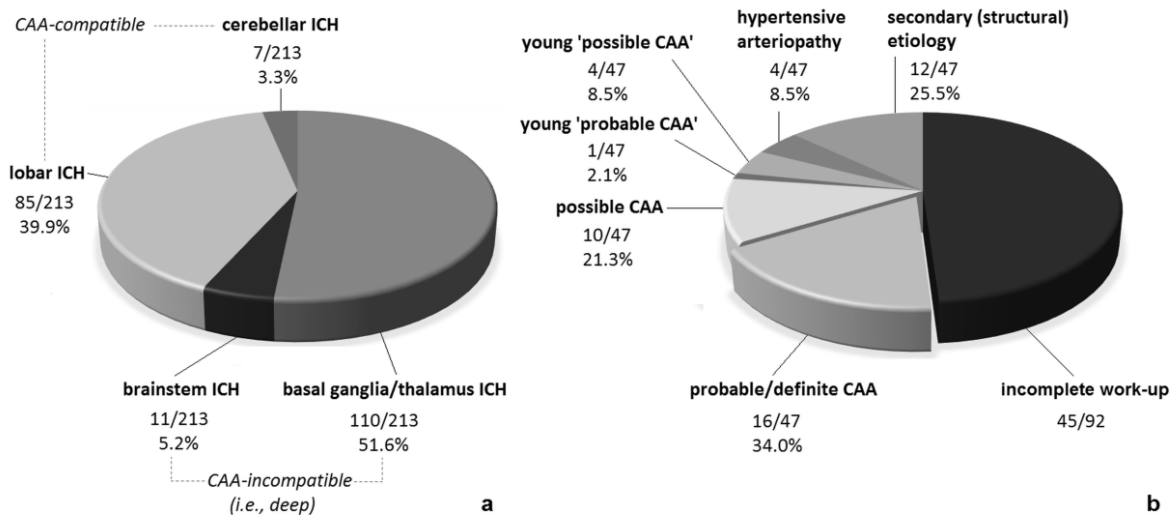 CAA-compatible
cerebellar ICH
7/213
3.3%
lobar ICH
85/213
39.9%
brainstem ICH
11/213
5.2%
basal ganglia/thalamus ICH
110/213
51.6%
CAA-incompatible
(i.e., deep)
a
young 'possible CAA'
4/47
8.5%
hypertensive
arteriopathy
4/47
8.5%
secondary (structural)
etiology
12/47
25.5%
young 'probable CAA'
1/47
2.1%
possible CAA
10/47
21.3%
probable/definite CAA
16/47
34.0%
incomplete work-up
45/92
b